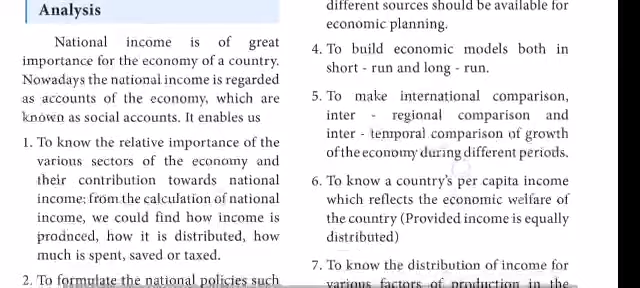 Analysis
National income is of great
importance for the economy of a country.
Nowadays the national income is regarded
as accounts of the economy, which are
known as social accounts. It enables us
1. To know the relative importance of the
various sectors of the economy and
their contribution towards national
income; from the calculation of national
income, we could find how income is
produced, how it is distributed, how
much is spent, saved or taxed.
2. To formulate the national policies such
different sources should be available for
economic planning.
4. To build economic models both in
short - run and long - run.
5. To make international comparison,
inter - regional comparison and
inter - temporal comparison of growth
of the economy during different periods.
6. To know a country's per capita income
which reflects the economic welfare of
the country (Provided income is equally
distributed)
7. To know the distribution of income for
various factors of production in the